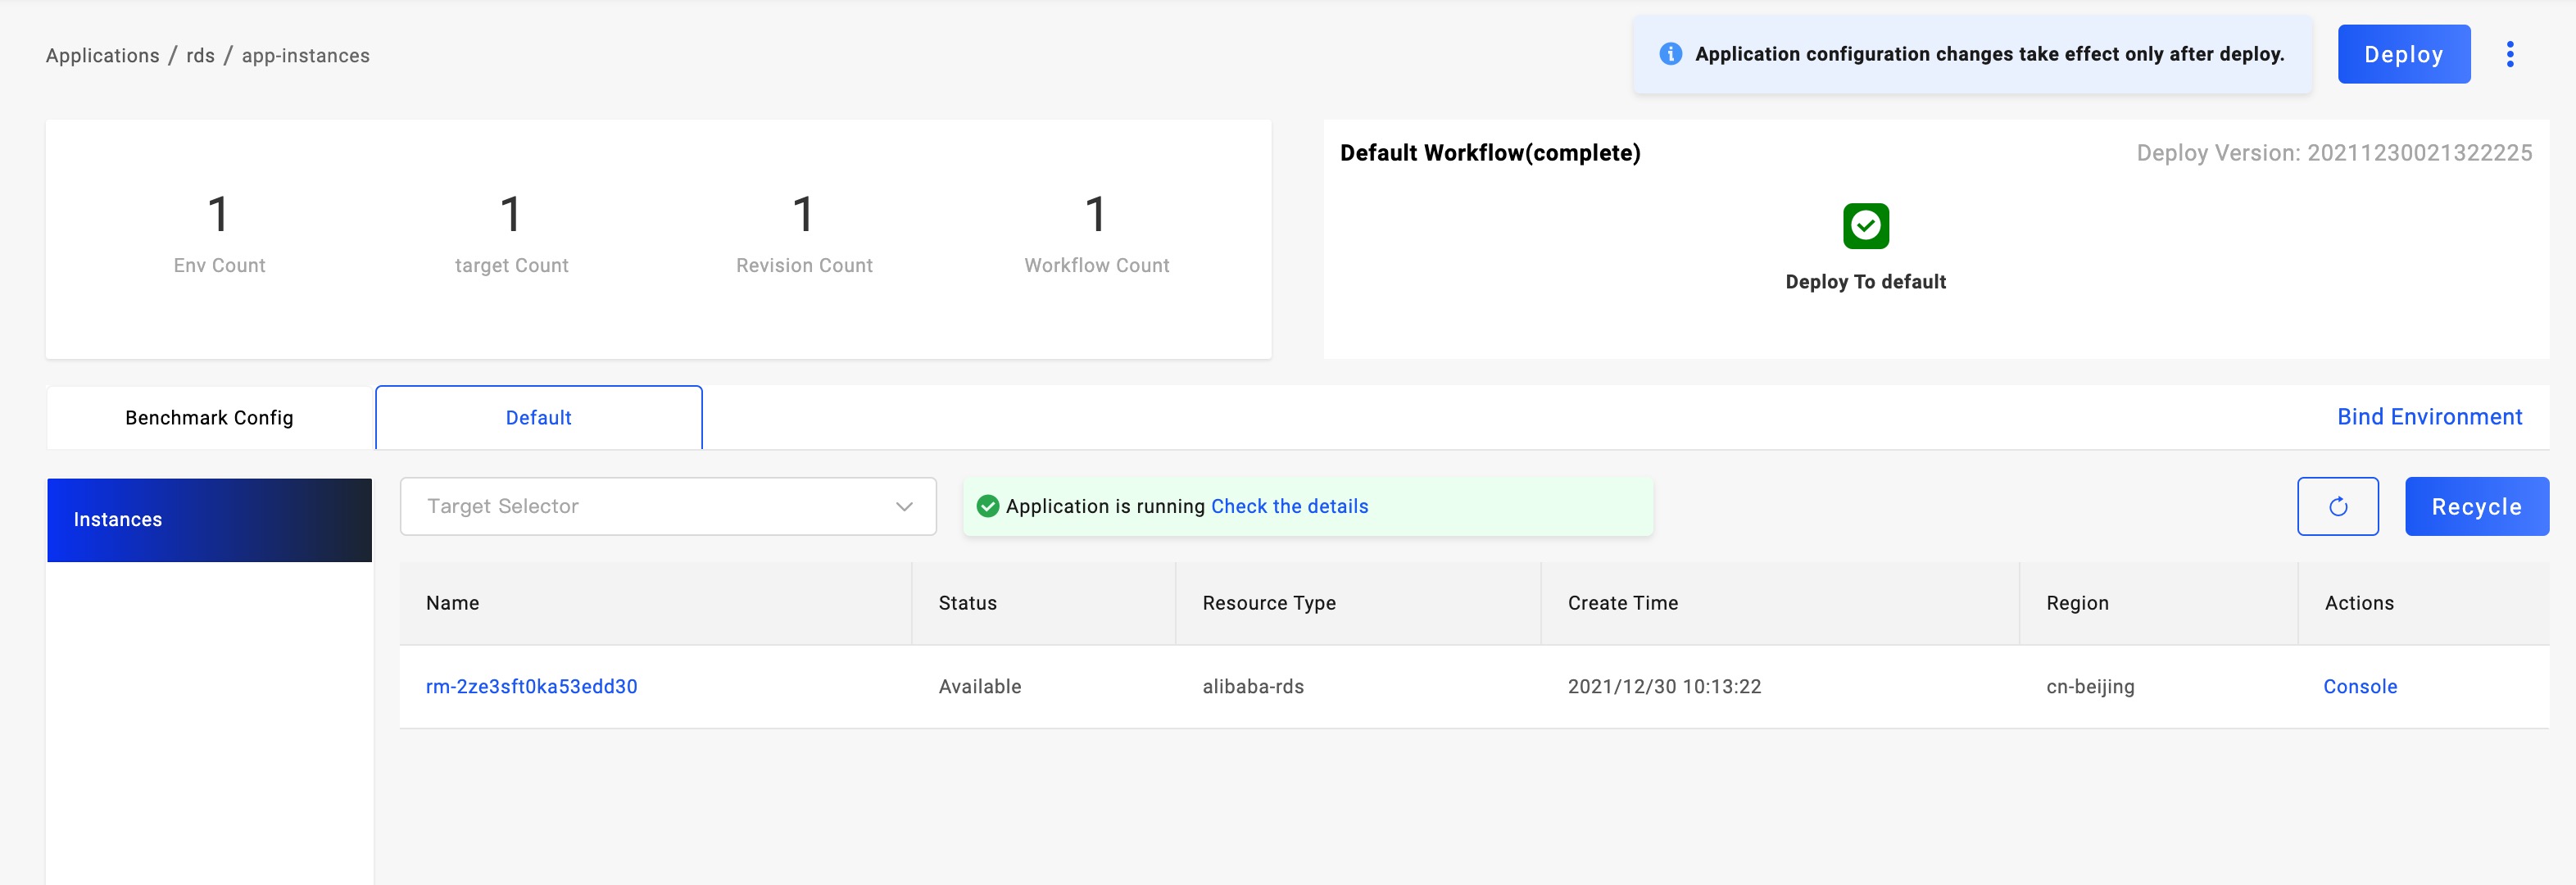 Applications / rds / app-instances
Application configuration changes take effect only after deploy.
Deploy
1
Env Count
1
target Count
1
Revision Count
1
Workflow Count
Default Workflow(complete)
Deploy Version: 20211230021322225
Deploy To default
Benchmark Config
Default
Bind Environment
Instances
Target Selector
Application is running Check the details
Recycle
Name Status Resource Type Create Time Region Actions
rm-2ze3sft0ka53edd30 Available alibaba-rds 2021/12/30 10:13:22 cn-beijing Console